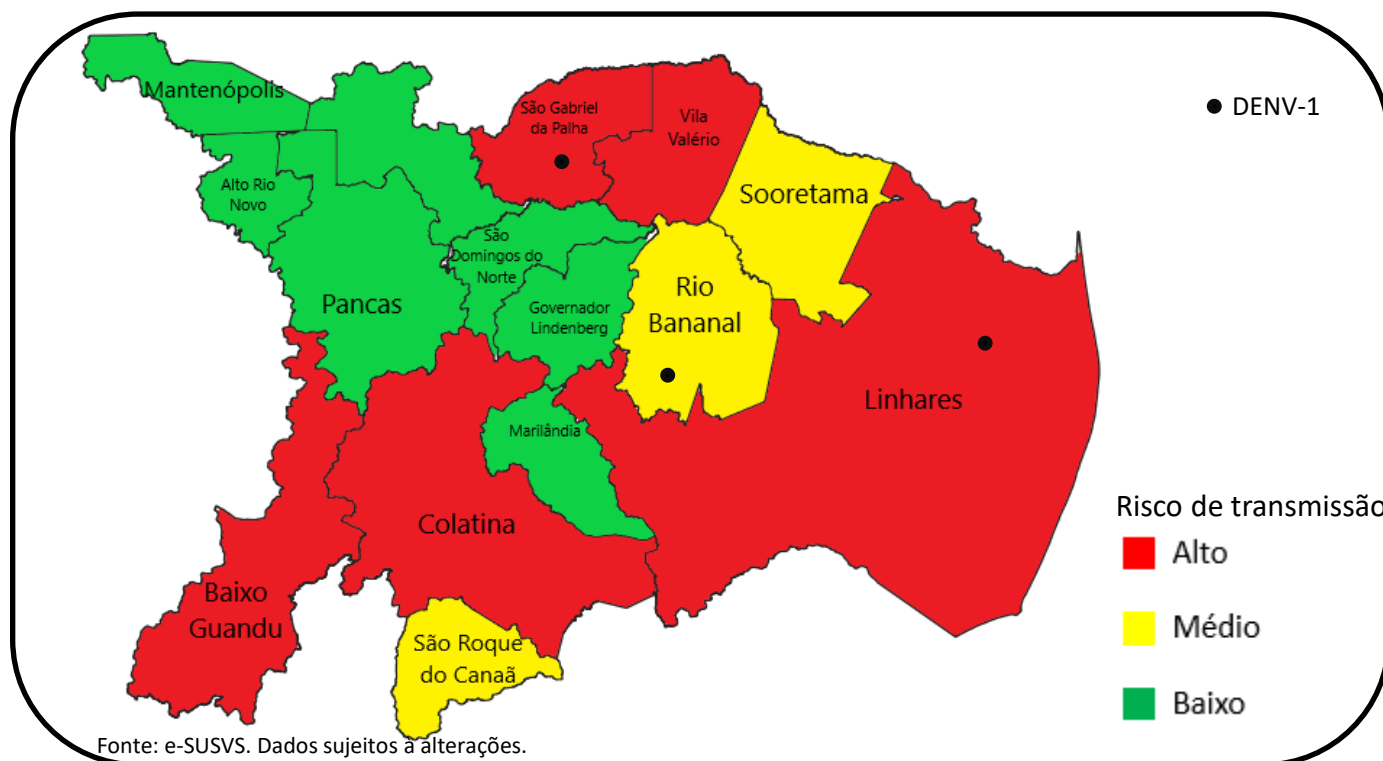 Mantenópolis
São Gabriel
da Palha
Vila
Valério
DENV-1
Alto Rio
Novo
Sooretama
São
Domingos do
Norte
Pancas
Governador
Lindenberg
Rio
Bananal
Linhares
Marilândia
Colatina
Baixo
Guandu
São Roque
do Canaã
Risco de transmissão
Alto
Médio
Baixo
Fonte: e-SUSVS. Dados sujeitos à alterações.